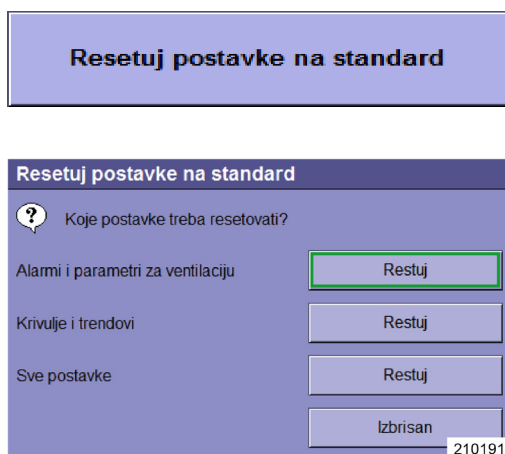 Resetuj postavke na standard
Resetuj postavke na standard
? Koje postavke treba resetovati?
Alarmi i parametri za ventilaciju Restuj
Krivulje i trendovi Restuj
Sve postavke Restuj
Izbrisan
210191